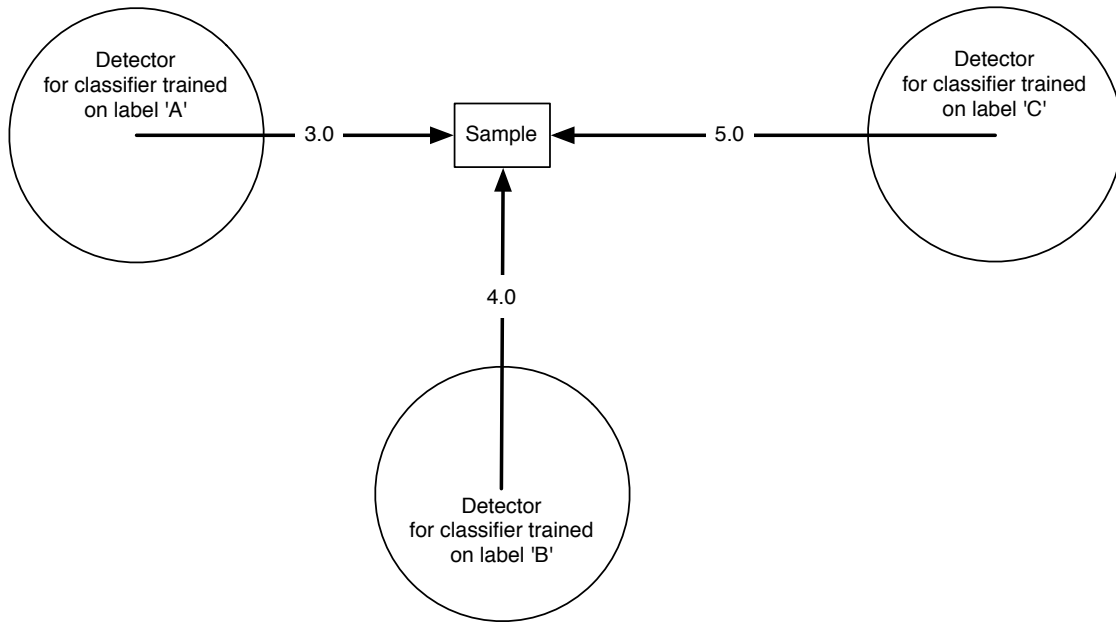 Detector
for classifier trained
on label 'A'
3.0
Sample
5.0
Detector
for classifier trained
on label 'C'
4.0
Detector
for classifier trained
on label 'B'